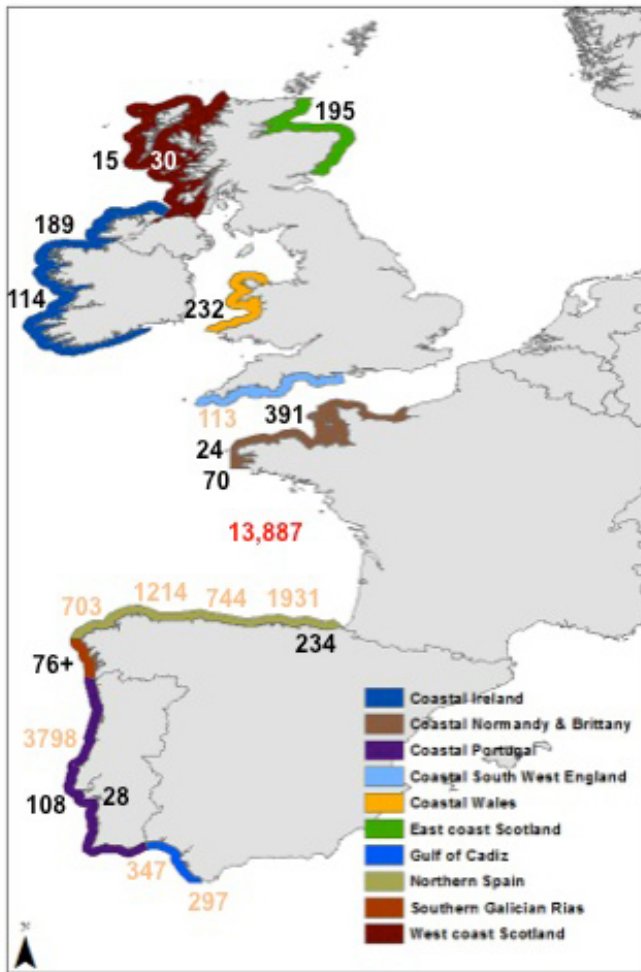 195
15
30
189
114
232
113
391
24
70
13,887
703
1214
744
1931
234
76+
3798
108
28
347
297
Coastal Ireland
Coastal Normandy & Brittany
Coastal Portugal
Coastal South West England
Coastal Wales
East coast Scotland
Gulf of Cadiz
Northern Spain
Southern Galician Rias
West coast Scotland